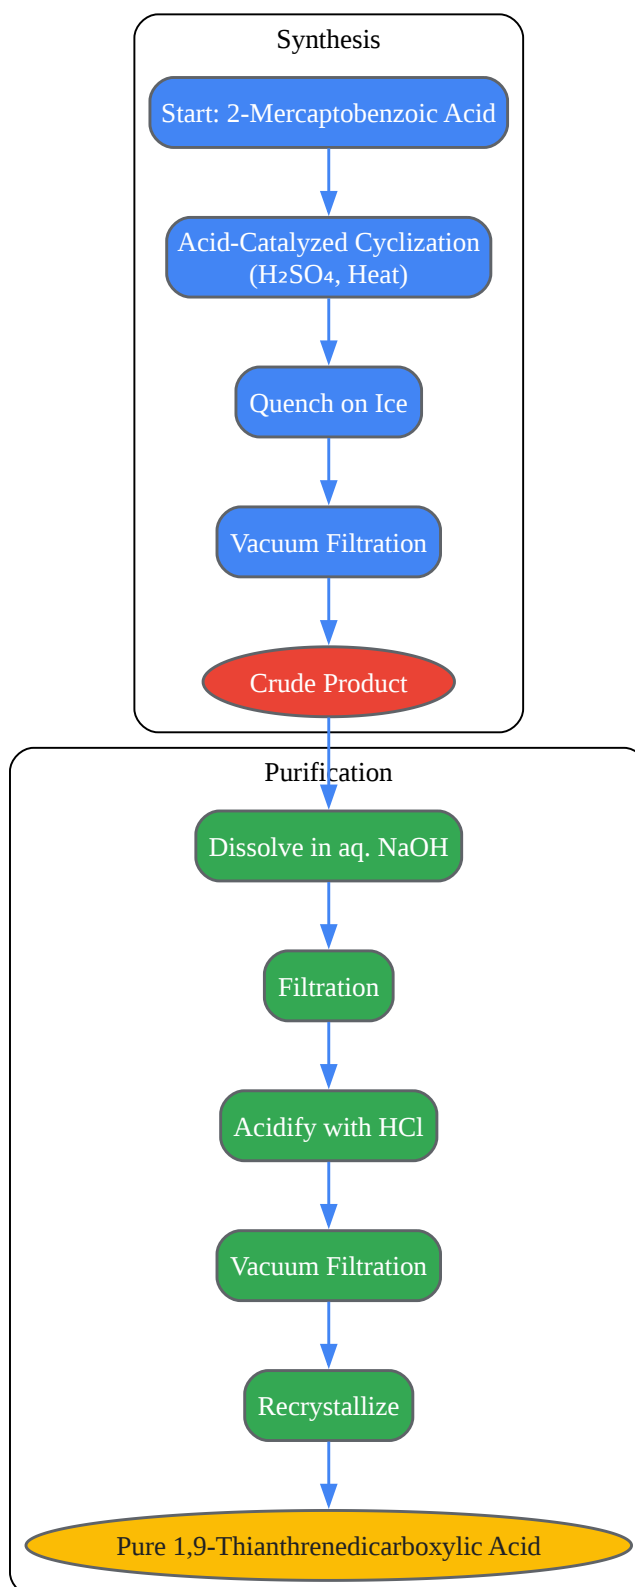 Synthesis
Start: 2-Mercaptobenzoic Acid
Acid-Catalyzed Cyclization
(H₂SO₄, Heat)
Quench on Ice
Vacuum Filtration
Crude Product
Purification
Dissolve in aq. NaOH
Filtration
Acidify with HCl
Vacuum Filtration
Recrystallize
Pure 1,9-Thianthrenedicarboxylic Acid